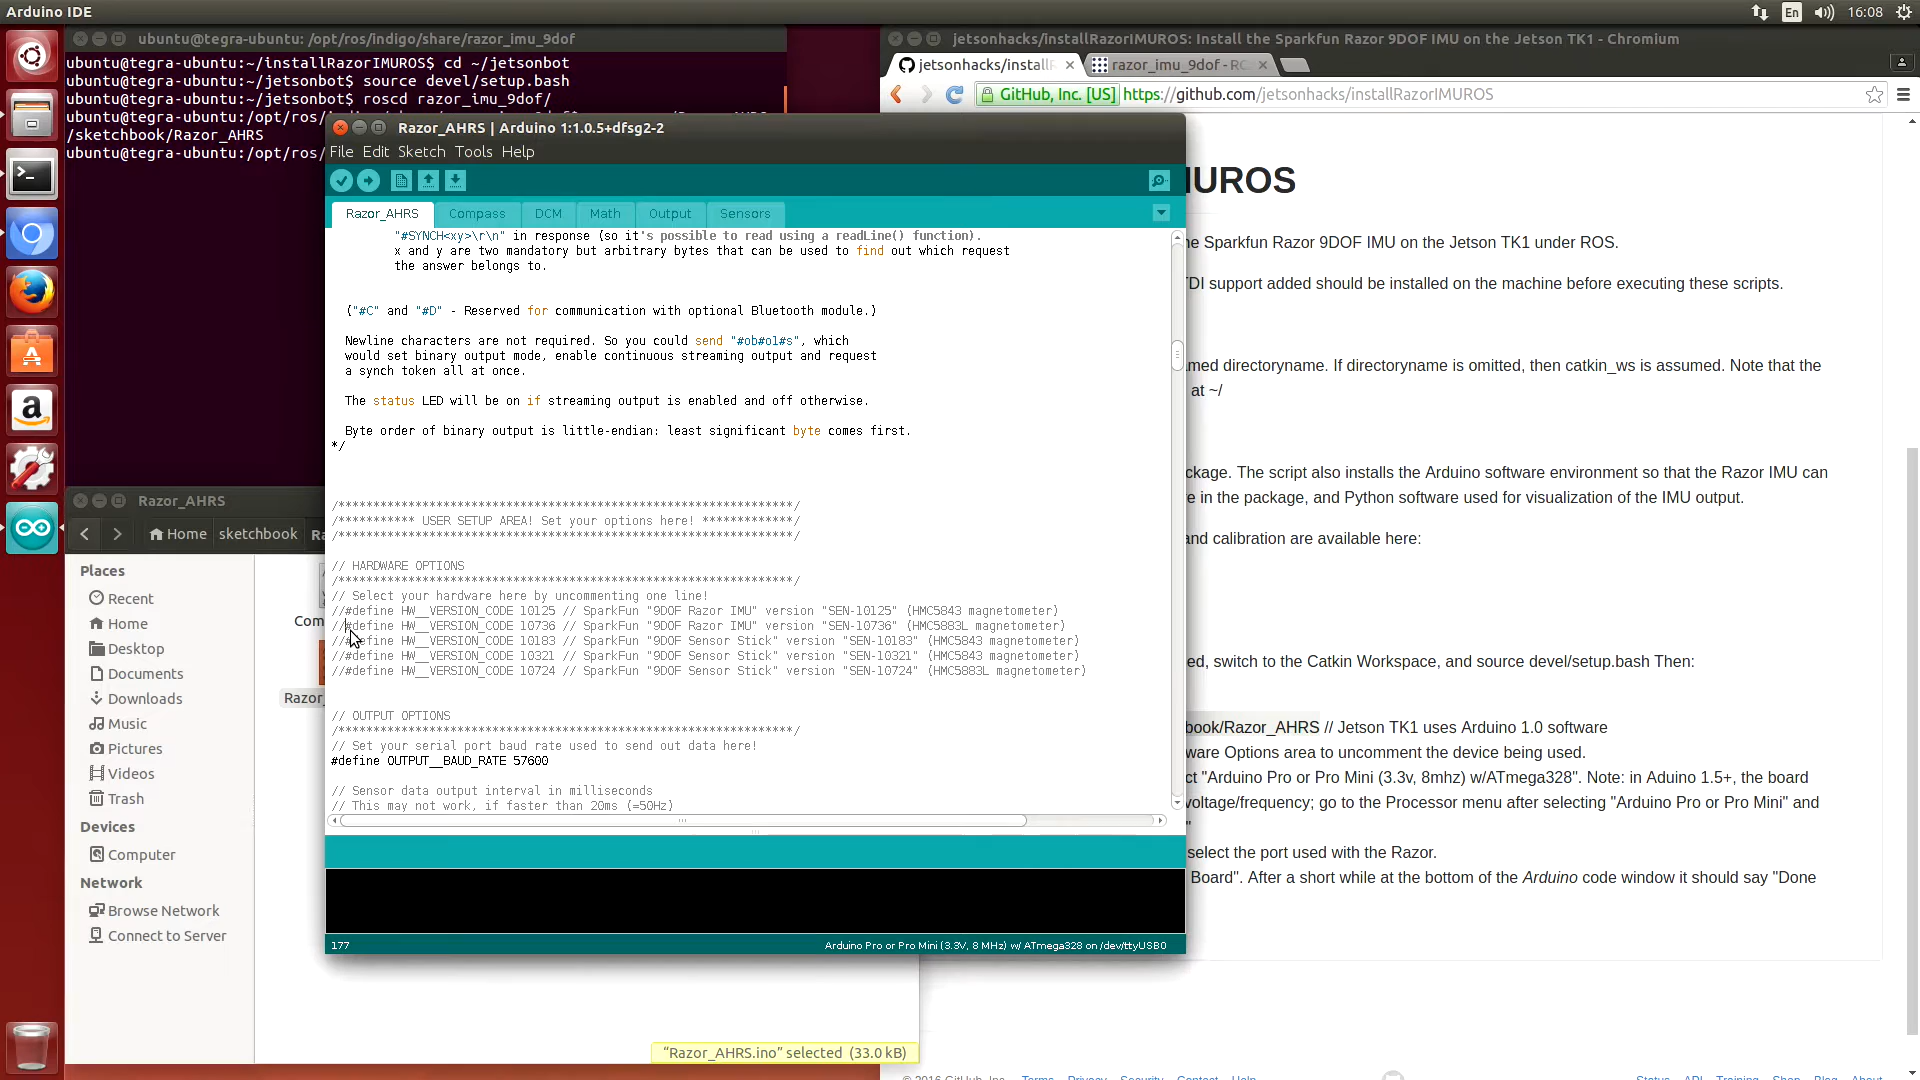 Arduino IDE
En
16:08
ubuntu@tegra-ubuntu: /opt/ros/indigo/share/razor_imu_9dof
ubuntu@tegra-ubuntu:~/installRazorIMUROS$ cd ~/jetsonbot
ubuntu@tegra-ubuntu:~/jetsonbot$ source devel/setup.bash
ubuntu@tegra-ubuntu:~/jetsonbot$ roscd razor_imu_9dof/
ubuntu@tegra-ubuntu:/opt/ros/
/sketchbook/Razor_AHRS
ubuntu@tegra-ubuntu:/opt/ros/
jetsonhacks/installRazorIMUROS: Install the Sparkfun Razor 9DOF IMU on the Jetson TK1 - Chromium
jetsonhacks/install
razor_imu_9dof - RO
GitHub, Inc. [US]
https://github.com/jetsonhacks/installRazorIMUROS
Razor_AHRS | Arduino 1:1.0.5+dfsg2-2
File Edit Sketch Tools Help
Razor_AHRS Compass DCM Math Output Sensors
"#SYNCH<xy>\r\n" in response (so it's possible to read using a readLine() function).
x and y are two mandatory but arbitrary bytes that can be used to find out which request
the answer belongs to.
("#C" and "#D" - Reserved for communication with optional Bluetooth module.)
Newline characters are not required. So you could send "#ob#o1#s", which
would set binary output mode, enable continuous streaming output and request
a synch token all at once.
The status LED will be on if streaming output is enabled and off otherwise.
Byte order of binary output is little-endian: least significant byte comes first.
*/
/*****************************************************************/
/*********** USER SETUP AREA! Set your options here! *************/
/*****************************************************************/
// HARDWARE OPTIONS
/*****************************************************************/
// Select your hardware here by uncommenting one line!
//#define HW__VERSION_CODE 10125 // SparkFun "9DOF Razor IMU" version "SEN-10125" (HMC5843 magnetometer)
//#define HW__VERSION_CODE 10736 // SparkFun "9DOF Razor IMU" version "SEN-10736" (HMC5883L magnetometer)
//#define HW__VERSION_CODE 10183 // SparkFun "9DOF Sensor Stick" version "SEN-10183" (HMC5843 magnetometer)
//#define HW__VERSION_CODE 10321 // SparkFun "9DOF Sensor Stick" version "SEN-10321" (HMC5843 magnetometer)
//#define HW__VERSION_CODE 10724 // SparkFun "9DOF Sensor Stick" version "SEN-10724" (HMC5883L magnetometer)
// OUTPUT OPTIONS
/*****************************************************************/
// Set your serial port baud rate used to send out data here!
#define OUTPUT__BAUD_RATE 57600
// Sensor data output interval in milliseconds
// This may not work, if faster than 20ms (=50Hz)
177
Arduino Pro or Pro Mini (3.3V, 8 MHz) w/ ATmega328 on /dev/ttyUSB0
MUROS
he Sparkfun Razor 9DOF IMU on the Jetson TK1 under ROS.
TDI support added should be installed on the machine before executing these scripts.
amed directoryname. If directoryname is omitted, then catkin_ws is assumed. Note that the
at ~/
ckage. The script also installs the Arduino software environment so that the Razor IMU can
e in the package, and Python software used for visualization of the IMU output.
and calibration are available here:
ed, switch to the Catkin Workspace, and source devel/setup.bash Then:
book/Razor_AHRS // Jetson TK1 uses Arduino 1.0 software
ware Options area to uncomment the device being used.
ct "Arduino Pro or Pro Mini (3.3v, 8mhz) w/ATmega328". Note: in Aduino 1.5+, the board
voltage/frequency; go to the Processor menu after selecting "Arduino Pro or Pro Mini" and
"
select the port used with the Razor.
Board". After a short while at the bottom of the Arduino code window it should say "Done
Razor_AHRS
Home sketchbook Ra
Places
Recent
Home
Desktop
Documents
Downloads
Music
Pictures
Videos
Trash
Devices
Computer
Network
Browse Network
Connect to Server
Com
Razor_
"Razor_AHRS.ino" selected (33.0 kB)
© 2016 GitHub, Inc. Terms Privacy Security Contact Help
Status API Training Shop Blog About